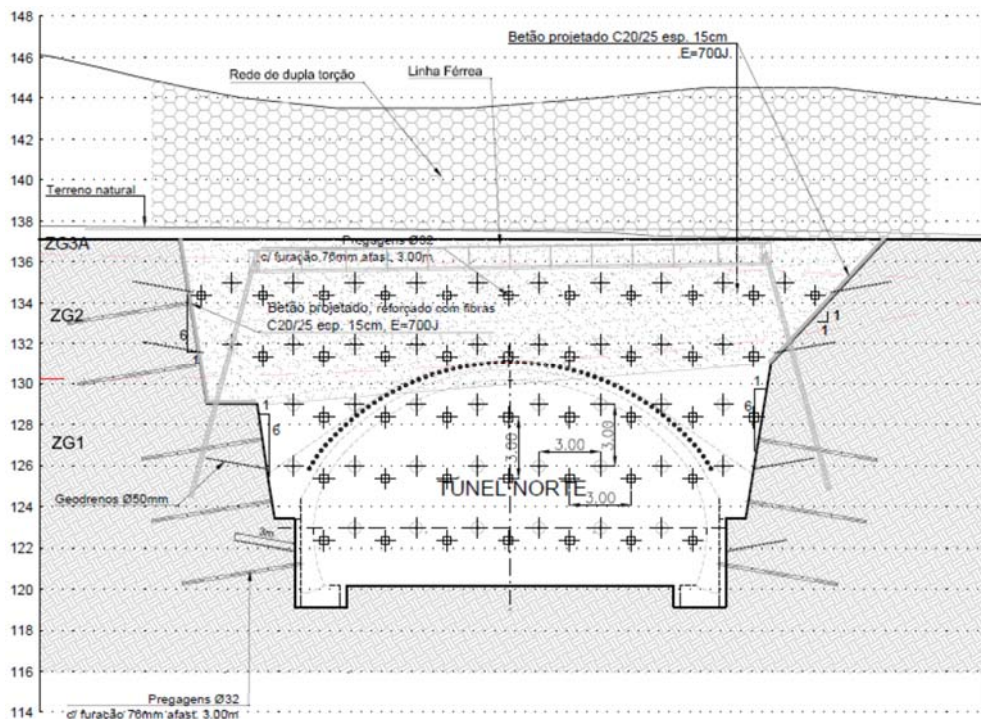 148
146
144
142
140
138
136
134
132
130
128
126
124
122
120
118
116
114
Betão projetado C20/25 esp. 15cm
E=700J
Rede de dupla torção
Linha Férrea
Terreno natural
ZG3A
Pregagens Ø32
c/ furação 76mm afast. 3.00m
ZG2
Betão projetado, reforçado com fibras
C20/25 esp. 15cm, E=700J
6
1
1
1
1
6
1
6
ZG1
3.00
3.00
3.00
3.00
TUNEL NORTE
Geodrenos Ø50mm
3m
Pregagens Ø32
c/ furação 76mm afast. 3.00m